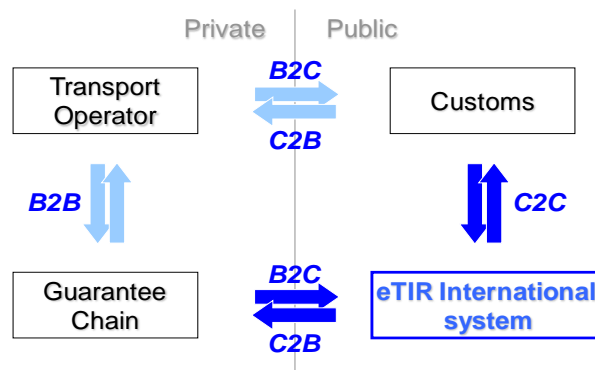 Private
Public
B2C
Transport
Operator
Customs
C2B
B2B
C2C
B2C
Guarantee
Chain
eTIR International
system
C2B